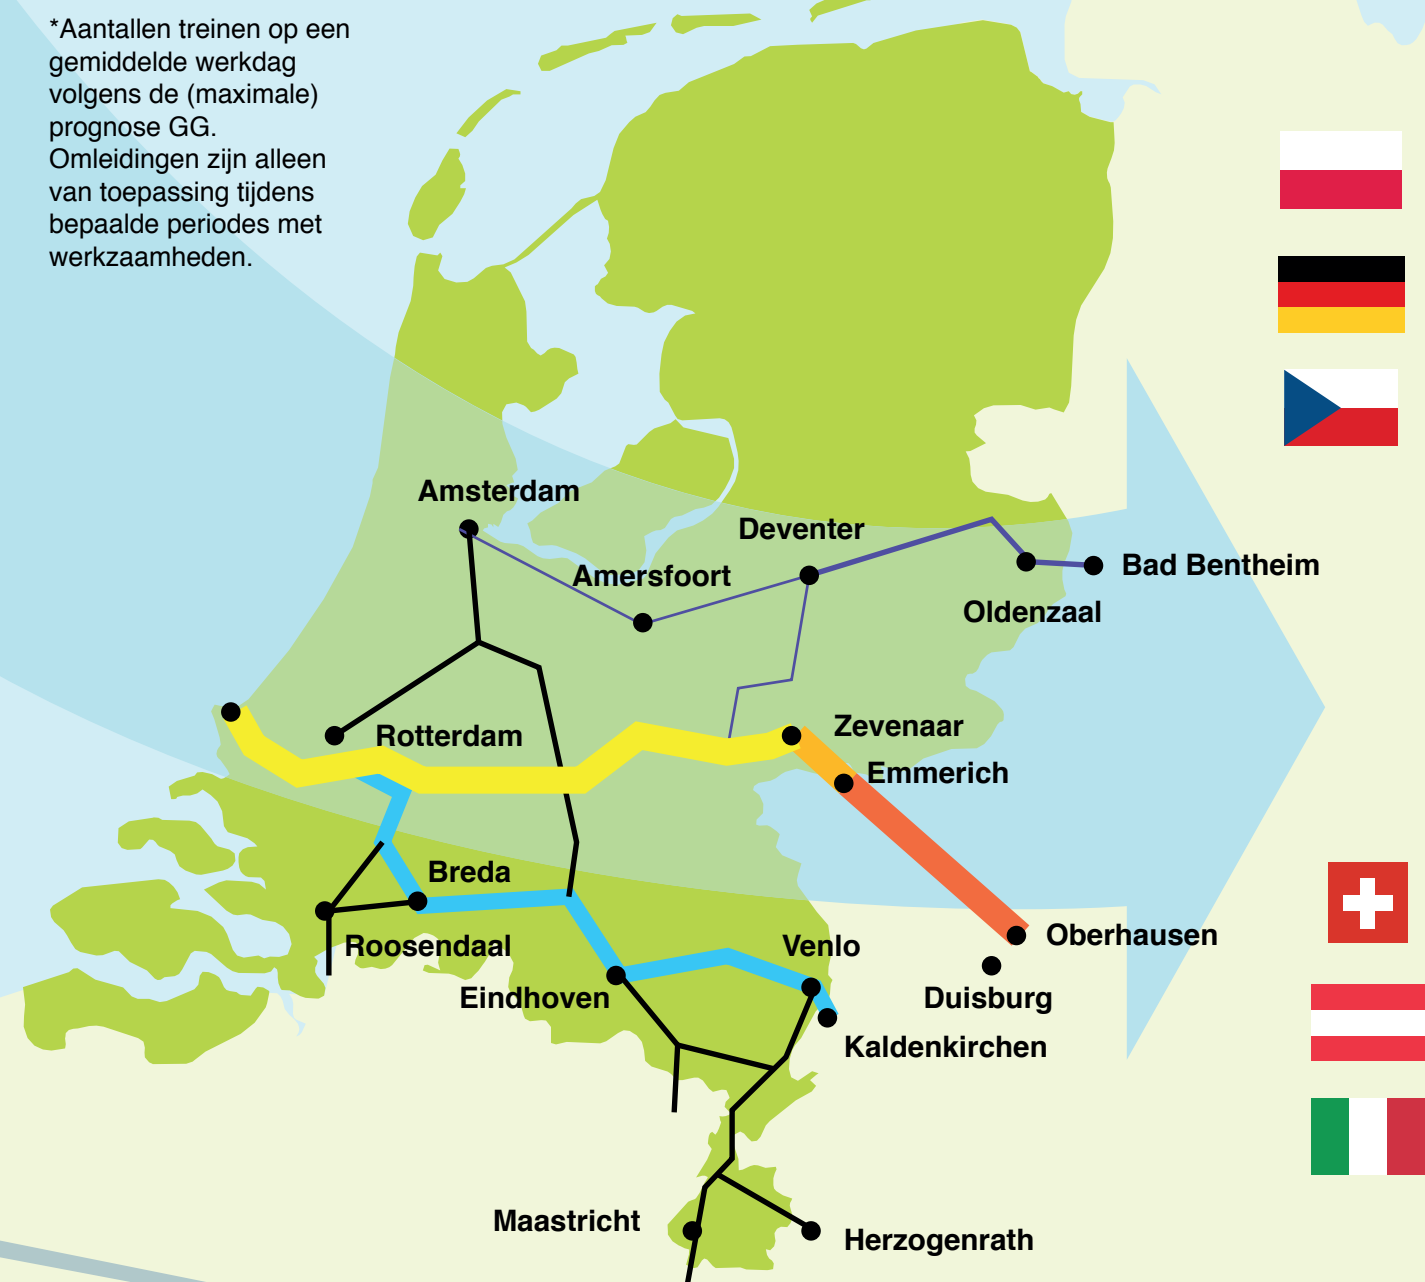 *Aantallen treinen op een
gemiddelde werkdag
volgens de (maximale)
prognose GG.
Omleidingen zijn alleen
van toepassing tijdens
bepaalde periodes met
werkzaamheden.
Amsterdam
Deventer
Amersfoort
Bad Bentheim
Oldenzaal
Zevenaar
Rotterdam
Emmerich
Breda
Oberhausen
Roosendaal
Venlo
Eindhoven
Duisburg
Kaldenkirchen
Maastricht
Herzogenrath